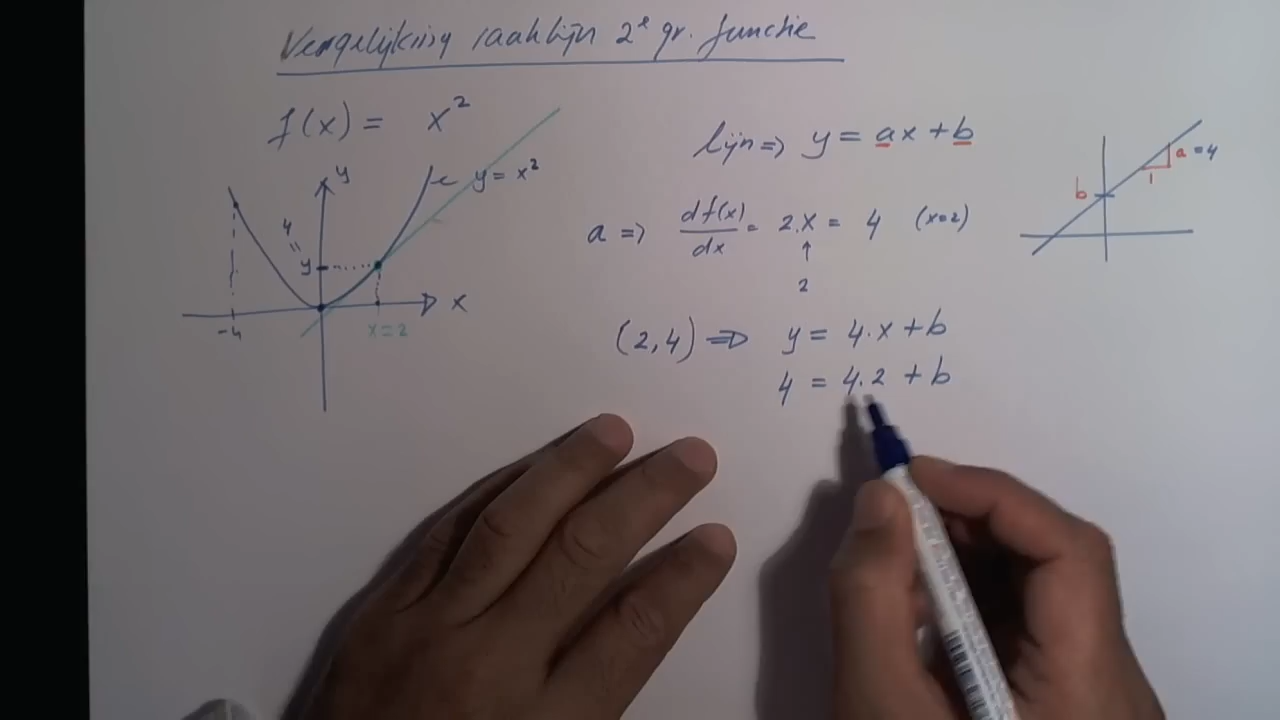 Vergelijking raaklijn 2e gr. functie
f(x) = x²
y
y = x²
4
=
y
-4
x = 2
x
lijn => y = ax + b
a => df(x)/dx = 2.x = 4 (x=2)
↑
2
(2,4) => y = 4.x + b
4 = 4.2 + b
b
a = 4
1